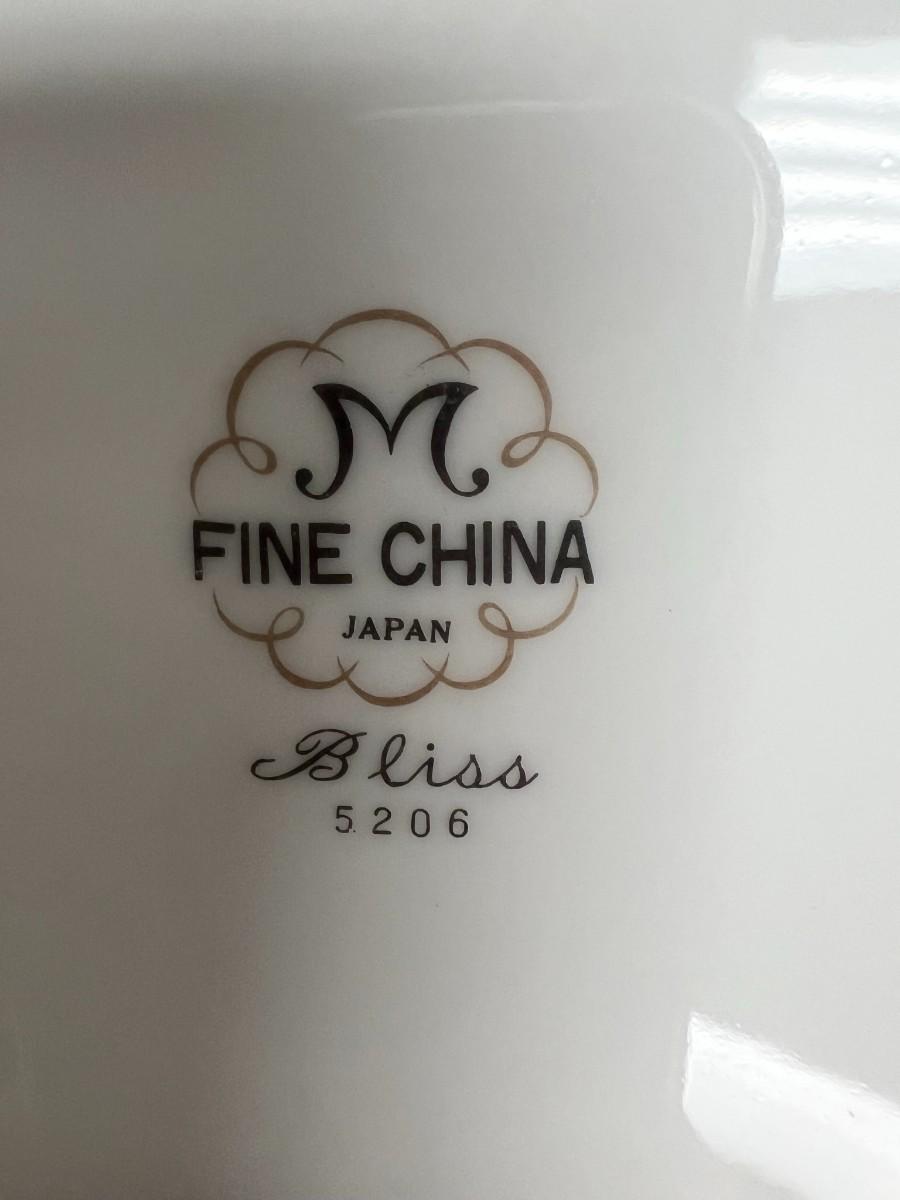 M
FINE CHINA
JAPAN
Bliss
5206